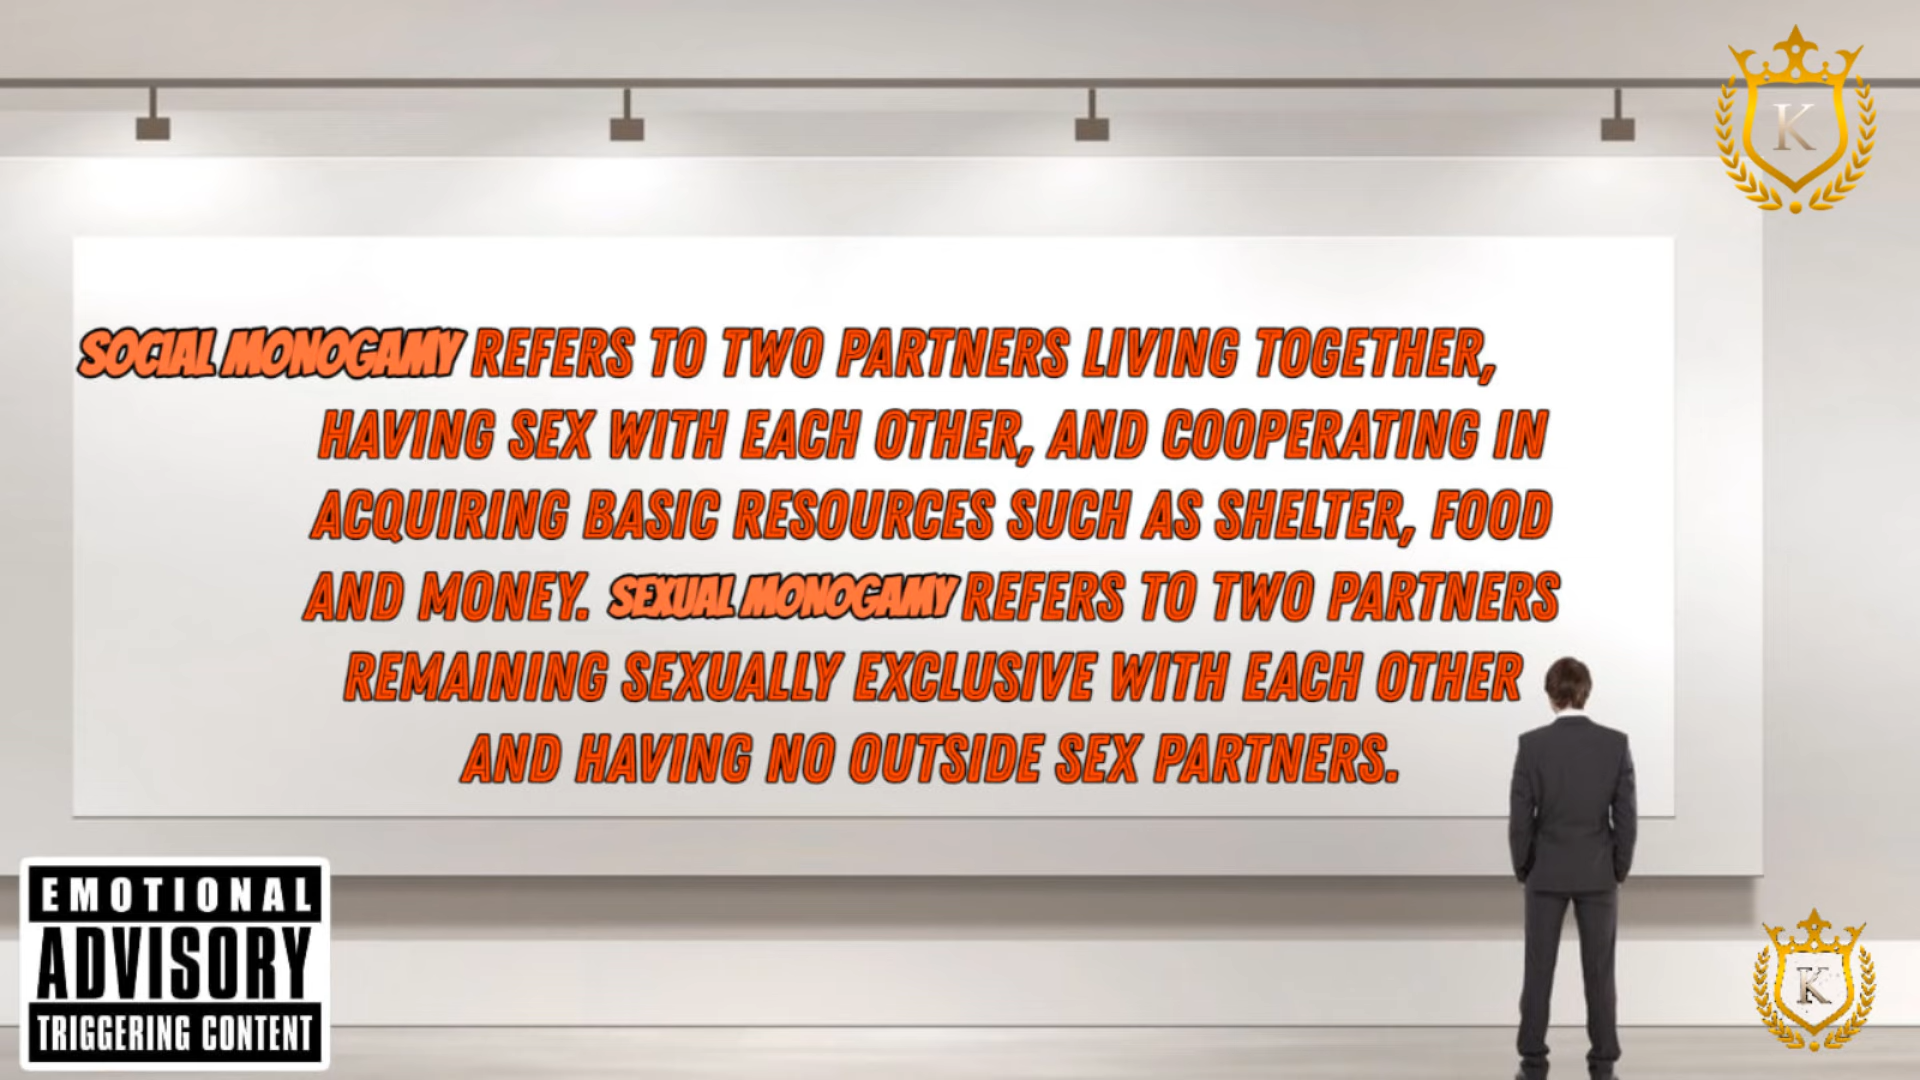 K
SOCIAL MONOGAMY REFERS TO TWO PARTNERS LIVING TOGETHER,
HAVING SEX WITH EACH OTHER, AND COOPERATING IN
ACQUIRING BASIC RESOURCES SUCH AS SHELTER, FOOD
AND MONEY. SEXUAL MONOGAMY REFERS TO TWO PARTNERS
REMAINING SEXUALLY EXCLUSIVE WITH EACH OTHER
AND HAVING NO OUTSIDE SEX PARTNERS.
EMOTIONAL
ADVISORY
TRIGGERING CONTENT
K